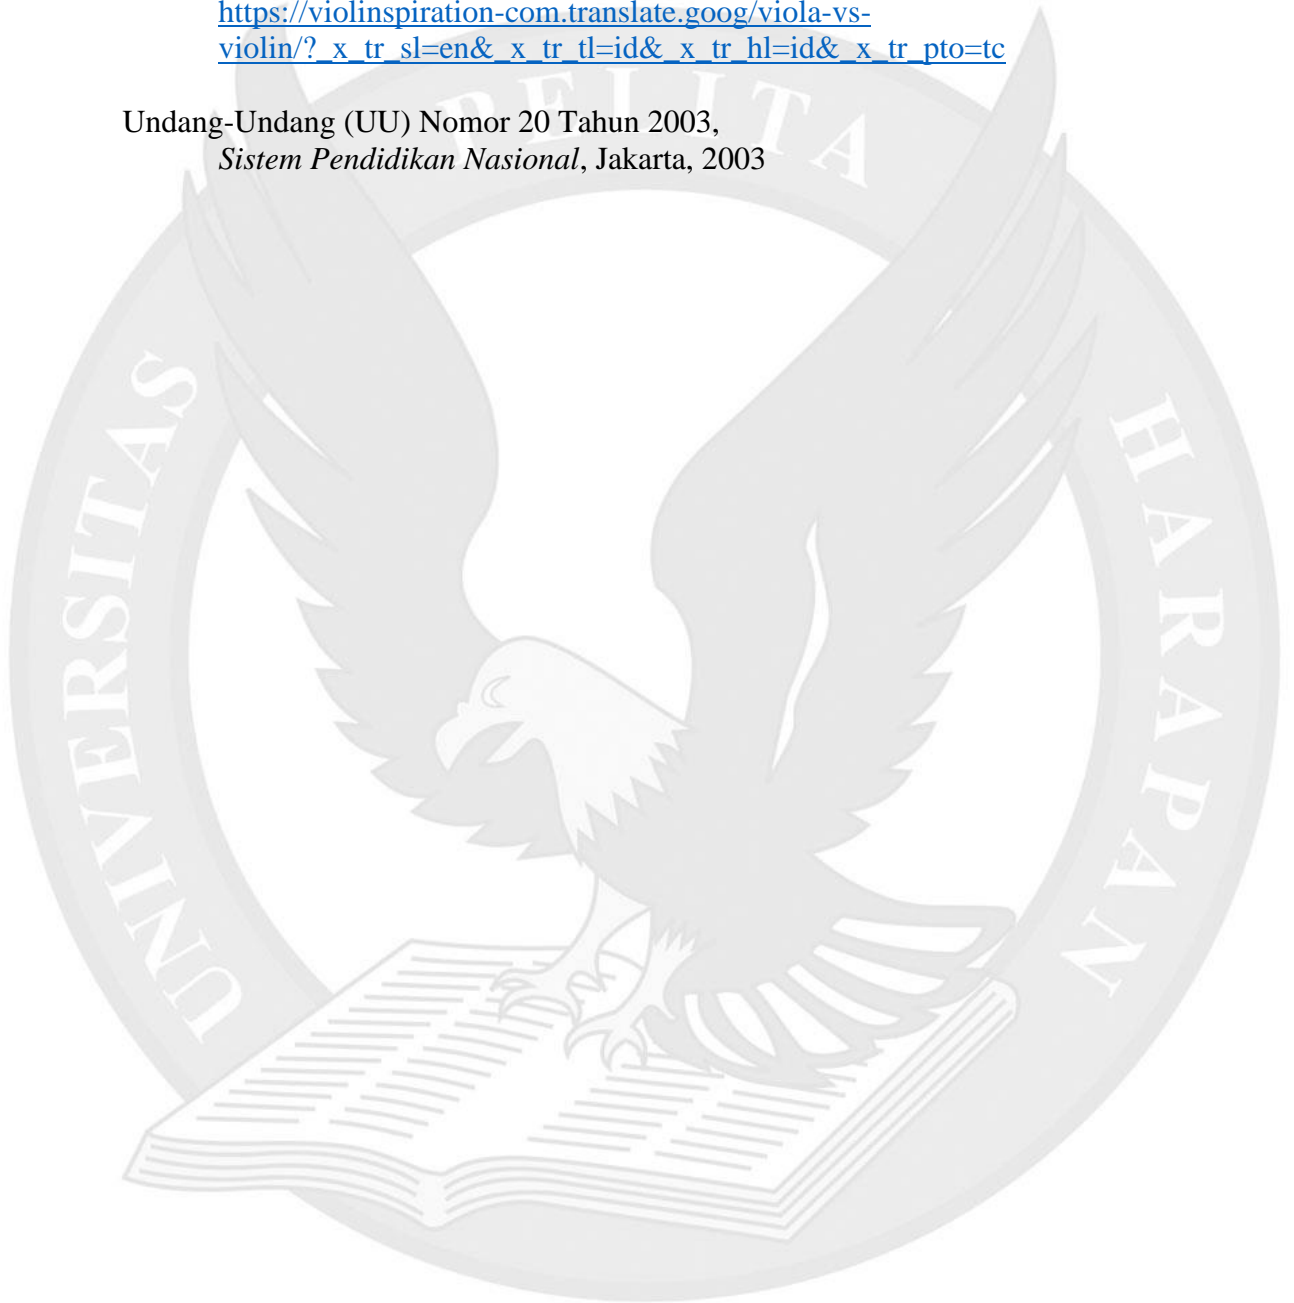 https://violinspiration-com.translate.goog/viola-vs-
violin/?_x_tr_sl=en&_x_tr_tl=id&_x_tr_hl=id&_x_tr_pto=tc
Undang-Undang (UU) Nomor 20 Tahun 2003,
Sistem Pendidikan Nasional, Jakarta, 2003
UNIVERSITAS PELITA HARAPAN